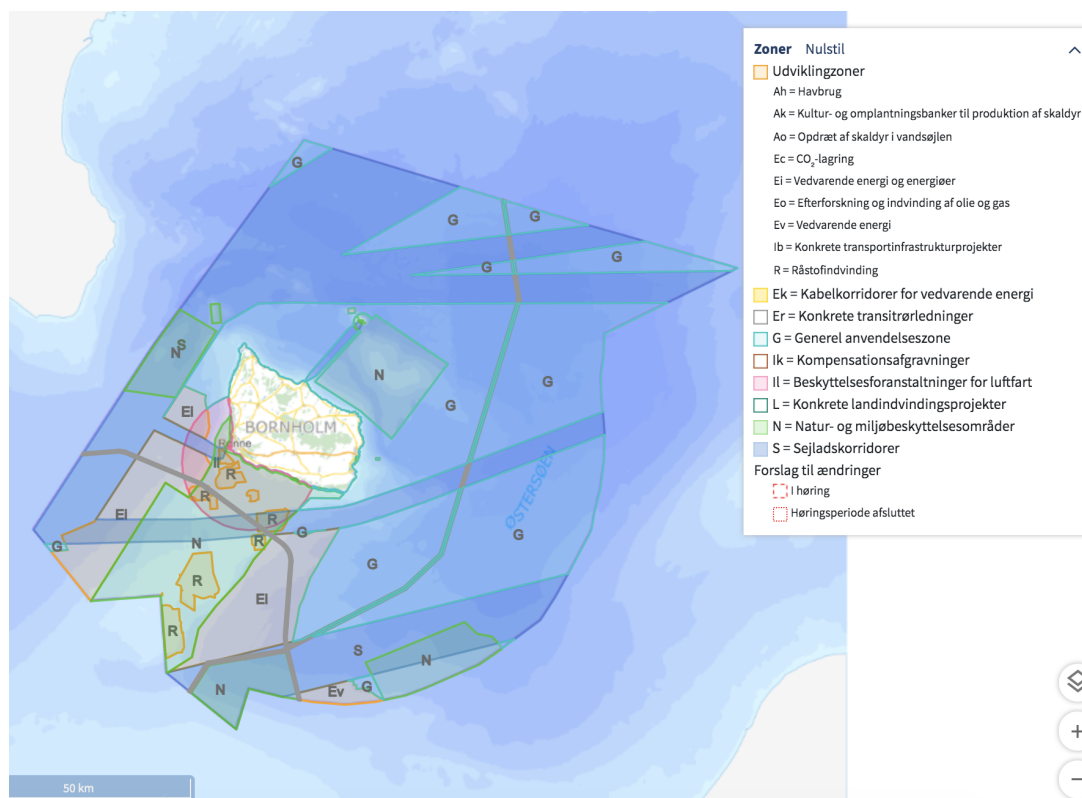 Zoner Nulstil
Udviklingzoner
Ah = Havbrug
Ak = Kultur- og omplantningsbanker til produktion af skaldyr
Ao = Opdræt af skaldyr i vandsøjlen
Ec = CO₂-lagring
Ei = Vedvarende energi og energiøer
Eo = Efterforskning og indvinding af olie og gas
Ev = Vedvarende energi
Ib = Konkrete transportinfrastrukturprojekter
R = Råstofindvinding
Ek = Kabelkorridorer for vedvarende energi
Er = Konkrete transitrørledninger
G = Generel anvendelseszone
Ik = Kompensationsafgravninger
Il = Beskyttelsesforanstaltninger for luftfart
L = Konkrete landindvindingsprojekter
N = Natur- og miljøbeskyttelsesområder
S = Sejladskorridorer
Forslag til ændringer
I høring
Høringsperiode afsluttet
G
G
G
G
G
S
N
N
G
G
EI
BORNHOLM
Rønne
Il
R
R
EI
R
G
ØSTERSØEN
G
G
N
R
G
R
EI
R
S
N
N
Ev
G
50 km